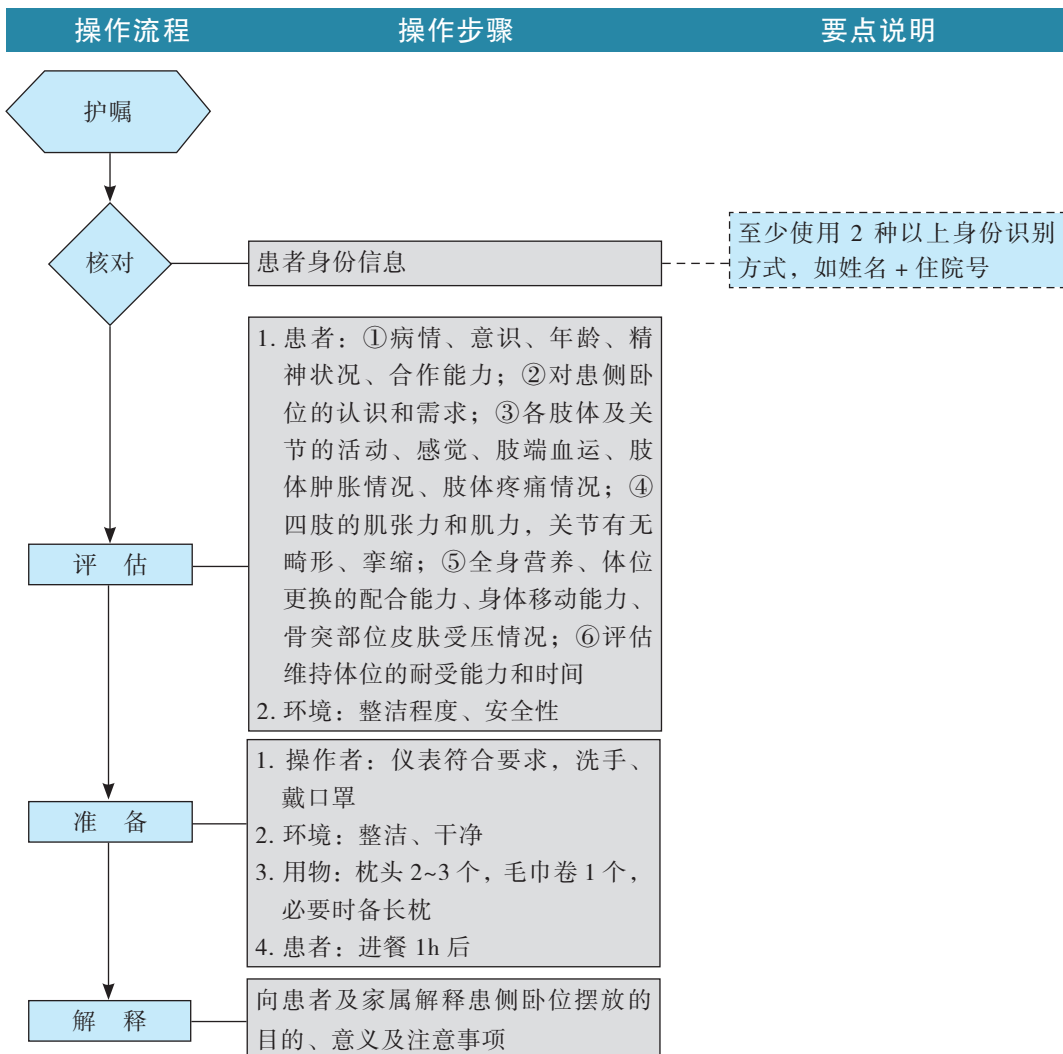 操作流程 操作步骤 要点说明
护嘱
核对
患者身份信息
至少使用 2 种以上身份识别
方式，如姓名 + 住院号
评 估
1. 患者：①病情、意识、年龄、精
神状况、合作能力；②对患侧卧
位的认识和需求；③各肢体及关
节的活动、感觉、肢端血运、肢
体肿胀情况、肢体疼痛情况；④
四肢的肌张力和肌力，关节有无
畸形、挛缩；⑤全身营养、体位
更换的配合能力、身体移动能力、
骨突部位皮肤受压情况；⑥评估
维持体位的耐受能力和时间
2. 环境：整洁程度、安全性
准 备
1. 操作者：仪表符合要求，洗手、
戴口罩
2. 环境：整洁、干净
3. 用物：枕头 2~3 个，毛巾卷 1 个，
必要时备长枕
4. 患者：进餐 1h 后
解 释
向患者及家属解释患侧卧位摆放的
目的、意义及注意事项